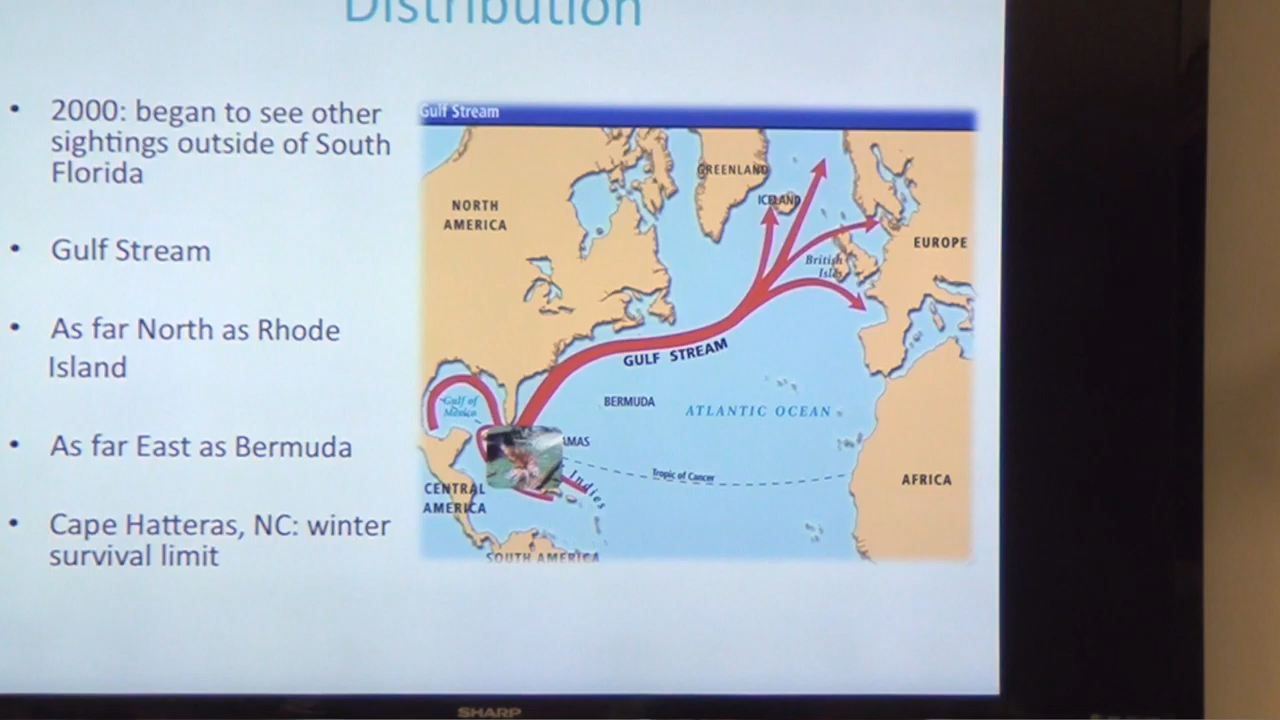 Distribution
• 2000: began to see other
sightings outside of South
Florida
• Gulf Stream
• As far North as Rhode
Island
• As far East as Bermuda
• Cape Hatteras, NC: winter
survival limit
Gulf Stream
GREENLAND
ICELAND
NORTH
AMERICA
EUROPE
British
GULF STREAM
Gulf of
Mexico
BERMUDA
ATLANTIC OCEAN
AMAS
Tropic of Cancer
Indies
AFRICA
CENTRAL
AMERICA
SOUTH AMERICA
SHARP